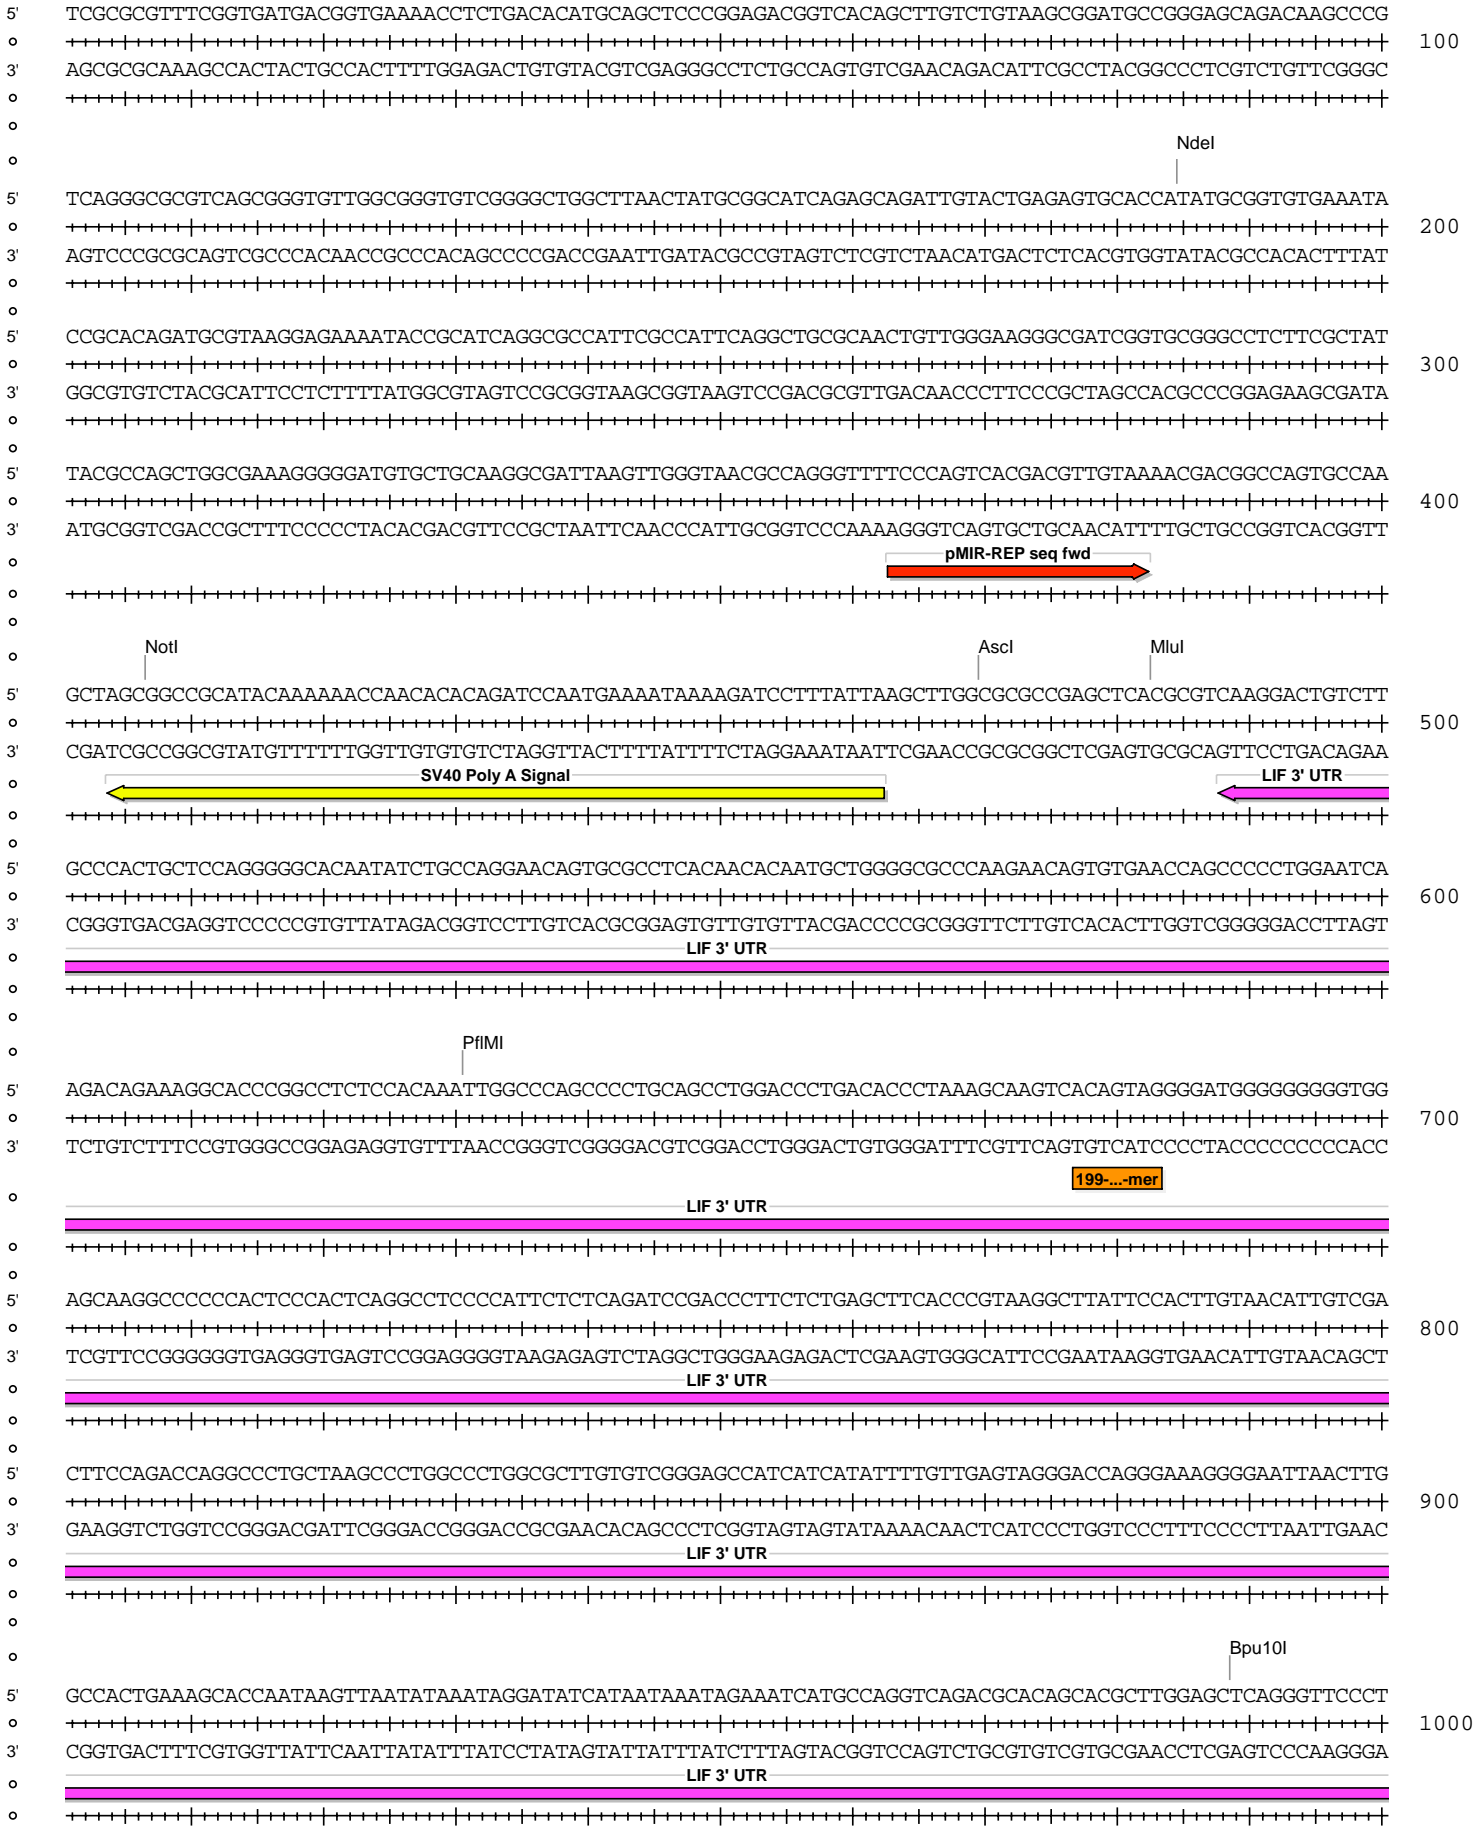 5' TCGCGCGTTTCGGTGATGACGGTGAAAACCTCTGACACATGCAGCTCCCGGAGACGGTCACAGCTTGTCTGTAAGCGGATGCCGGGAGCAGACAAGCCCG
100
3' AGCGCGCAAAGCCACTACTGCCACTTTTGGAGACTGTGTACGTCGAGGGCCTCTGCCAGTGTCGAACAGACATTCGCCTACGGCCCTCGTCTGTTCGGGC
NdeI
5' TCAGGGCGCGTCAGCGGGTGTTGGCGGGTGTCGGGGCTGGCTTAACTATGCGGCATCAGAGCAGATTGTACTGAGAGTGCACCATATGCGGTGTGAAATA
200
3' AGTCCCGCGCAGTCGCCCACAACCGCCCACAGCCCCGACCGAATTGATACGCCGTAGTCTCGTCTAACATGACTCTCACGTGGTATACGCCACACTTTAT
5' CCGCACAGATGCGTAAGGAGAAAATACCGCATCAGGCGCCATTCGCCATTCAGGCTGCGCAACTGTTGGGAAGGGCGATCGGTGCGGGCCTCTTCGCTAT
300
3' GGCGTGTCTACGCATTCCTCTTTTATGGCGTAGTCCGCGGTAAGCGGTAAGTCCGACGCGTTGACAACCCTTCCCGCTAGCCACGCCCGGAGAAGCGATA
5' TACGCCAGCTGGCGAAAGGGGGATGTGCTGCAAGGCGATTAAGTTGGGTAACGCCAGGGTTTTCCCAGTCACGACGTTGTAAAACGACGGCCAGTGCCAA
400
3' ATGCGGTCGACCGCTTTCCCCCTACACGACGTTCCGCTAATTCAACCCATTGCGGTCCCAAAAGGGTCAGTGCTGCAACATTTTGCTGCCGGTCACGGTT
pMIR-REP seq fwd
NotI AscI MluI
5' GCTAGCGGCCGCATACAAAAAACCAACACACAGATCCAATGAAAATAAAAGATCCTTTATTAAGCTTGGCGCGCCGAGCTCACGCGTCAAGGACTGTCTT
500
3' CGATCGCCGGCGTATGTTTTTTGGTTGTGTGTCTAGGTTACTTTTATTTTCTAGGAAATAATTCGAACCGCGCGGCTCGAGTGCGCAGTTCCTGACAGAA
SV40 Poly A Signal LIF 3' UTR
5' GCCCACTGCTCCAGGGGGCACAATATCTGCCAGGAACAGTGCGCCTCACAACACAATGCTGGGGCGCCCAAGAACAGTGTGAACCAGCCCCCTGGAATCA
600
3' CGGGTGACGAGGTCCCCCGTGTTATAGACGGTCCTTGTCACGCGGAGTGTTGTGTTACGACCCCGCGGGTTCTTGTCACACTTGGTCGGGGGACCTTAGT
LIF 3' UTR
PflMI
5' AGACAGAAAGGCACCCGGCCTCTCCACAAATTGGCCCAGCCCCTGCAGCCTGGACCCTGACACCCTAAAGCAAGTCACAGTAGGGGATGGGGGGGGGTGG
700
3' TCTGTCTTTCCGTGGGCCGGAGAGGTGTTTAACCGGGTCGGGGACGTCGGACCTGGGACTGTGGGATTTCGTTCAGTGTCATCCCCTACCCCCCCCCACC
199-...-mer
LIF 3' UTR
5' AGCAAGGCCCCCCACTCCCACTCAGGCCTCCCCATTCTCTCAGATCCGACCCTTCTCTGAGCTTCACCCGTAAGGCTTATTCCACTTGTAACATTGTCGA
800
3' TCGTTCCGGGGGGTGAGGGTGAGTCCGGAGGGGTAAGAGAGTCTAGGCTGGGAAGAGACTCGAAGTGGGCATTCCGAATAAGGTGAACATTGTAACAGCT
LIF 3' UTR
5' CTTCCAGACCAGGCCCTGCTAAGCCCTGGCCCTGGCGCTTGTGTCGGGAGCCATCATCATATTTTGTTGAGTAGGGACCAGGGAAAGGGGAATTAACTTG
900
3' GAAGGTCTGGTCCGGGACGATTCGGGACCGGGACCGCGAACACAGCCCTCGGTAGTAGTATAAAACAACTCATCCCTGGTCCCTTTCCCCTTAATTGAAC
LIF 3' UTR
Bpu10I
5' GCCACTGAAAGCACCAATAAGTTAATATAAATAGGATATCATAATAAATAGAAATCATGCCAGGTCAGACGCACAGCACGCTTGGAGCTCAGGGTTCCCT
1000
3' CGGTGACTTTCGTGGTTATTCAATTATATTTATCCTATAGTATTATTTATCTTTAGTACGGTCCAGTCTGCGTGTCGTGCGAACCTCGAGTCCCAAGGGA
LIF 3' UTR